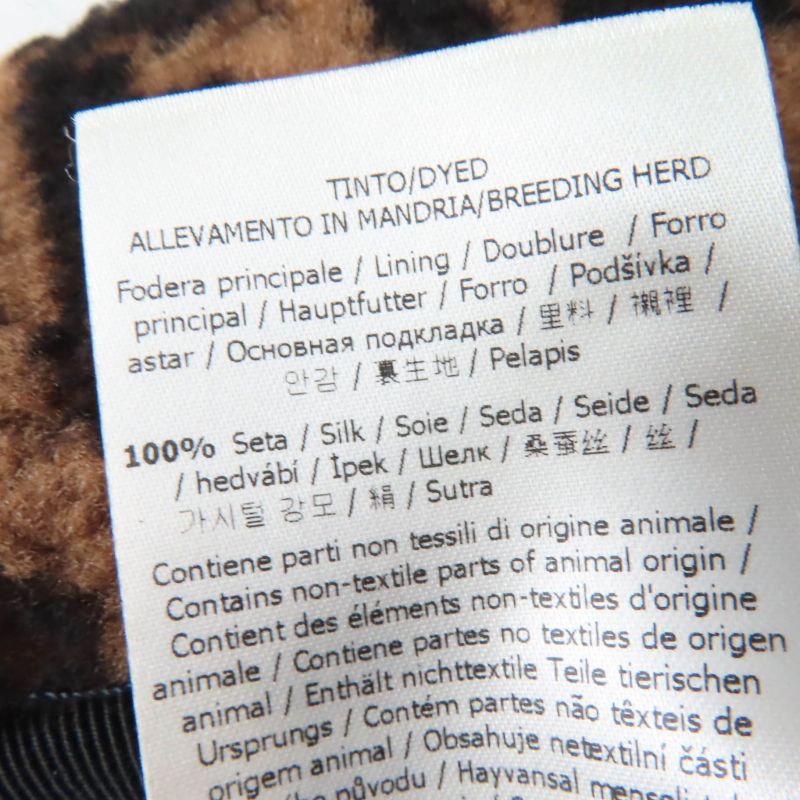 TINTO/DYED
ALLEVAMENTO IN MANDRIA/BREEDING HERD
Fodera principale / Lining / Doublure / Forro
principal / Hauptfutter / Forro / Podšívka /
astar / Основная подкладка / 里料 / 襯裡 /
안감 / 裏生地 / Pelapis
100% Seta / Silk / Soie / Seda / Seide / Seda
/ hedvábí / İpek / Шелк / 桑蚕丝 / 丝 /
가시털 강모 / 絹 / Sutra
Contiene parti non tessili di origine animale /
Contains non-textile parts of animal origin /
Contient des éléments non-textiles d'origine
animale / Contiene partes no textiles de origen
animal / Enthält nichttextile Teile tierischen
Ursprungs / Contém partes não têxteis de
origem animal / Obsahuje netextilní části
původu / Hayvansal